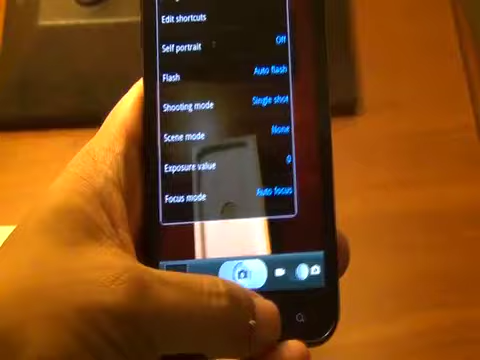 Edit shortcuts
Self portrait Off
Flash Auto flash
Shooting mode Single shot
Scene mode None
Exposure value 0
Focus mode Auto focus